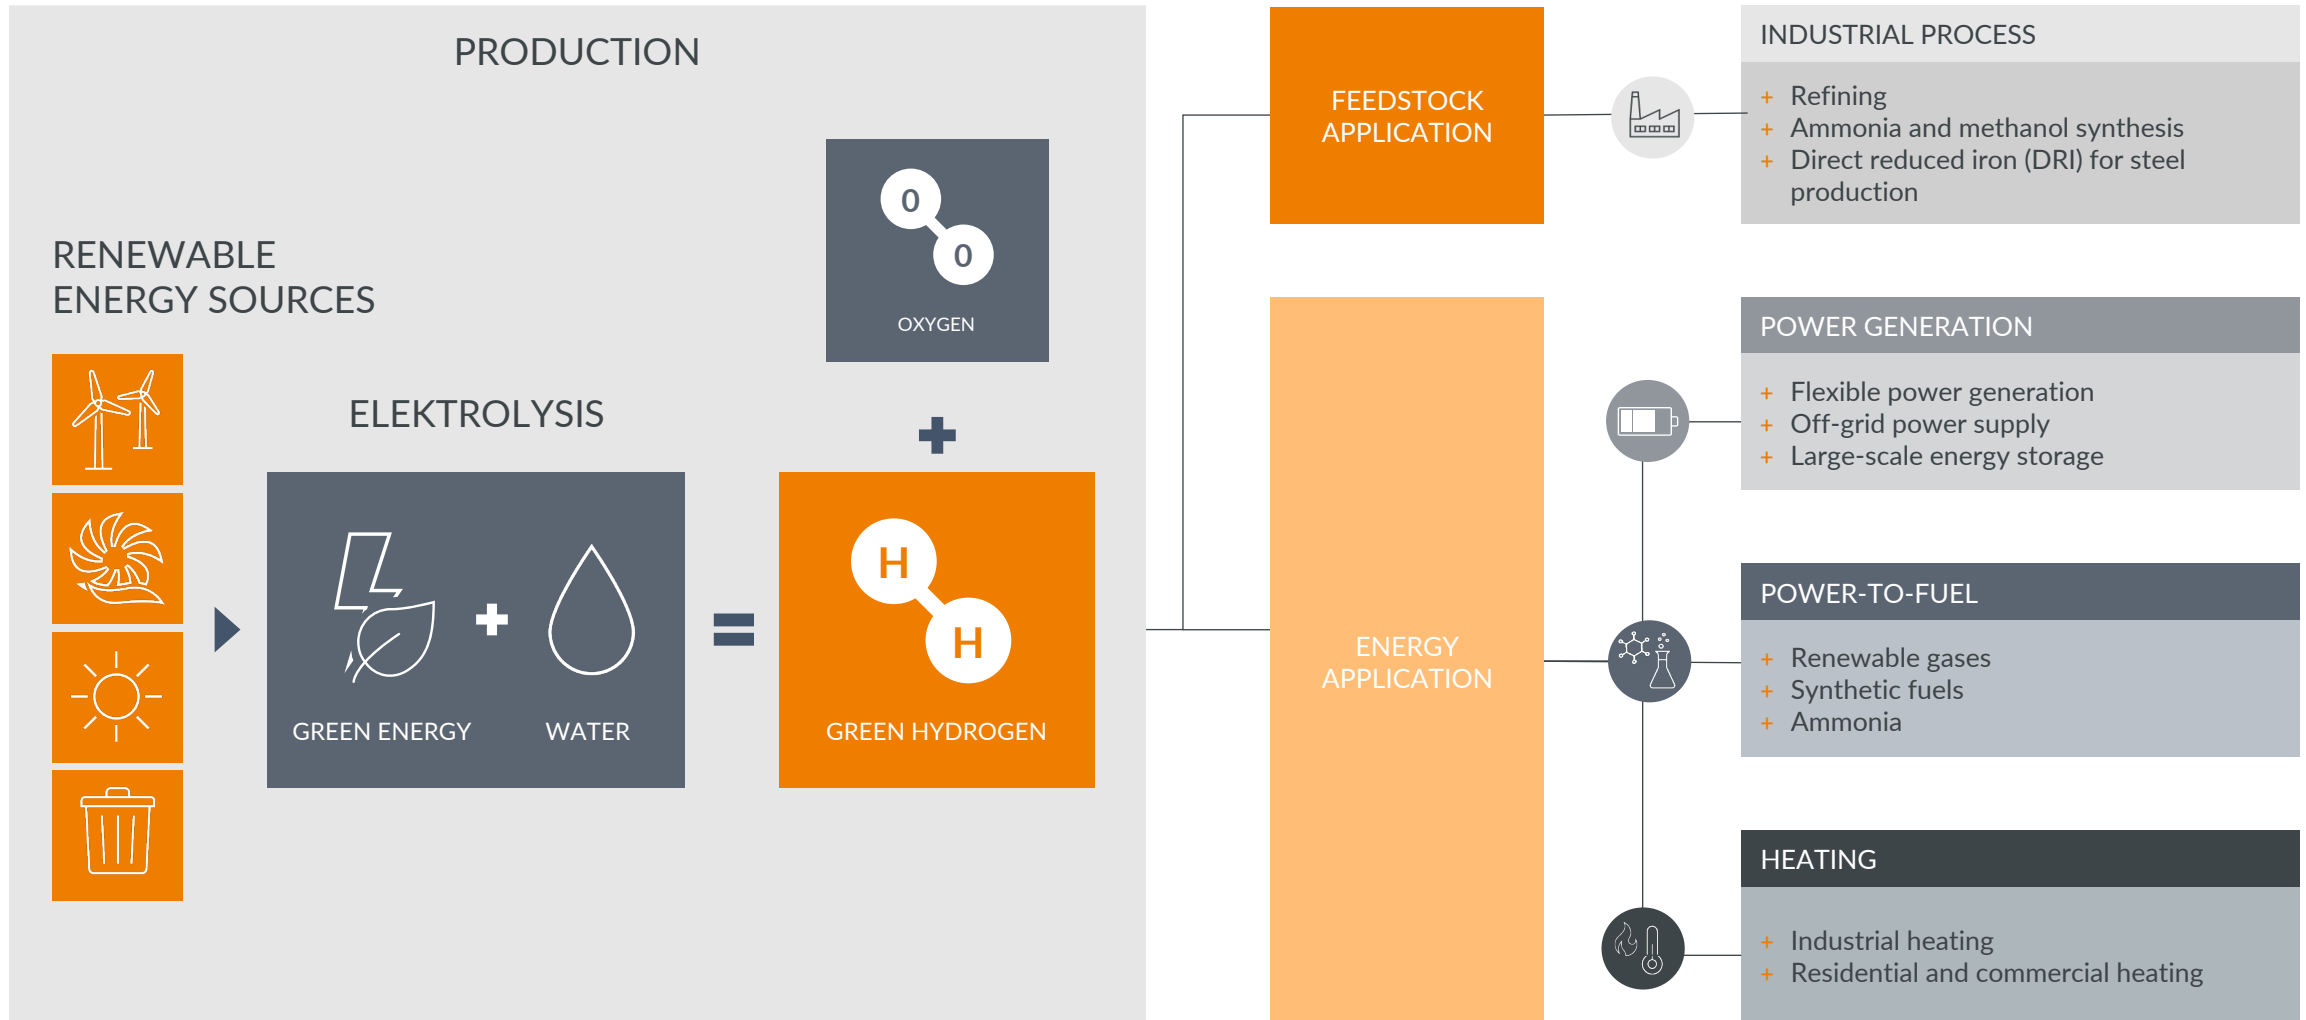 PRODUCTION
RENEWABLE
ENERGY SOURCES
ELEKTROLYSIS
GREEN ENERGY
WATER
0
0
OXYGEN
H
H
GREEN HYDROGEN
FEEDSTOCK
APPLICATION
ENERGY
APPLICATION
INDUSTRIAL PROCESS
+ Refining
+ Ammonia and methanol synthesis
+ Direct reduced iron (DRI) for steel
production
POWER GENERATION
+ Flexible power generation
+ Off-grid power supply
+ Large-scale energy storage
POWER-TO-FUEL
+ Renewable gases
+ Synthetic fuels
+ Ammonia
HEATING
+ Industrial heating
+ Residential and commercial heating